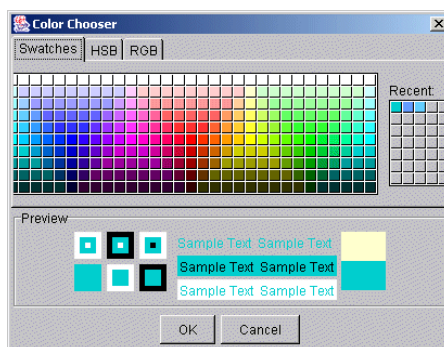 Color Chooser
Swatches HSB RGB
Recent:
Preview
Sample Text Sample Text
Sample Text Sample Text
Sample Text Sample Text
OK Cancel